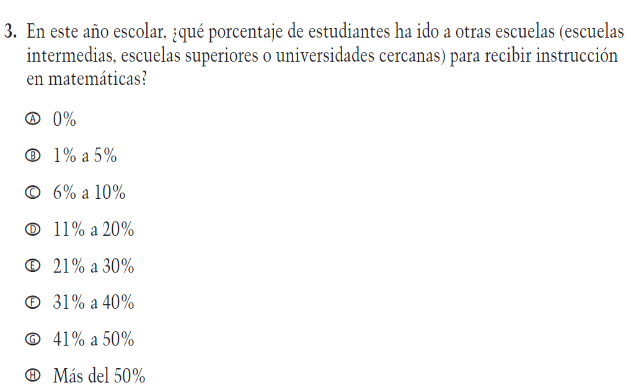 3. En este año escolar, ¿qué porcentaje de estudiantes ha ido a otras escuelas (escuelas
intermedias, escuelas superiores o universidades cercanas) para recibir instrucción
en matemáticas?
Ⓐ 0%
Ⓑ 1% a 5%
Ⓒ 6% a 10%
Ⓓ 11% a 20%
Ⓔ 21% a 30%
Ⓕ 31% a 40%
Ⓖ 41% a 50%
Ⓗ Más del 50%